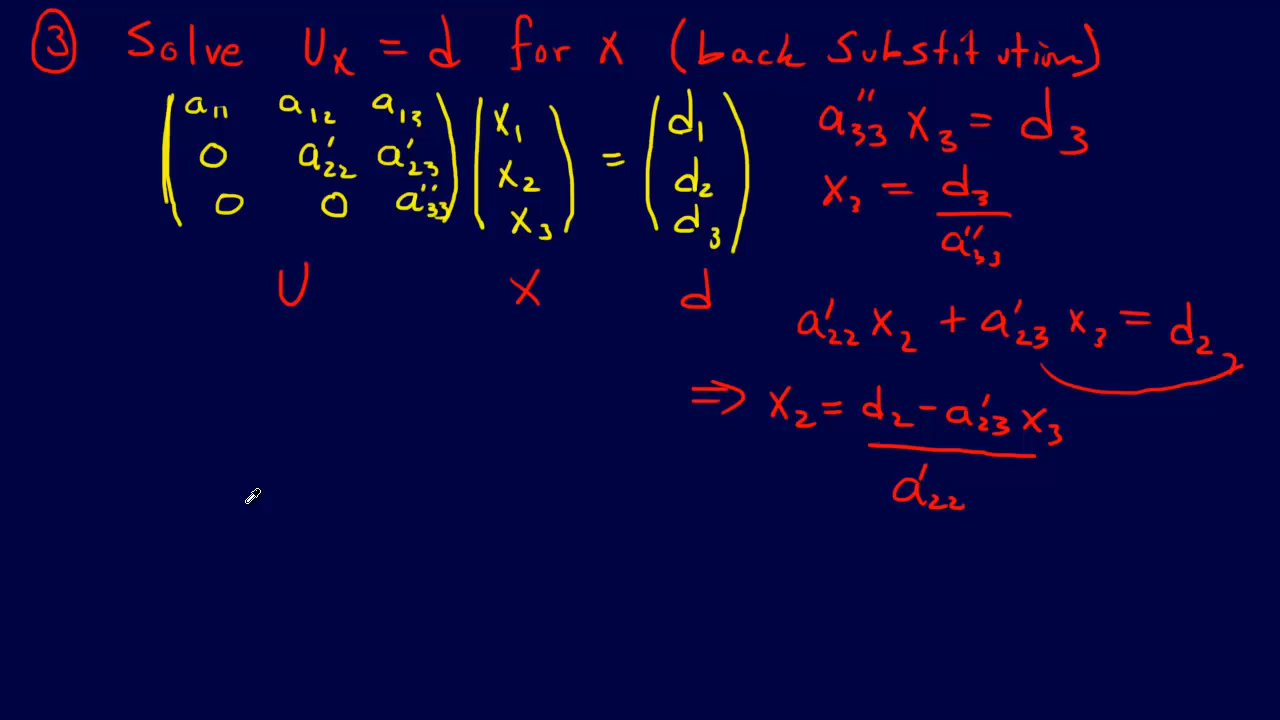 ③ Solve Ux = d for x (back substitution)
a11 a12 a13 x1 d1
0 a'22 a'23 x2 = d2
0 0 a''33 x3 d3
U X d
a''33 x3 = d3
x3 = d3
a''33
a'22 x2 + a'23 x3 = d2
⇒ x2 = d2 - a'23 x3
a'22